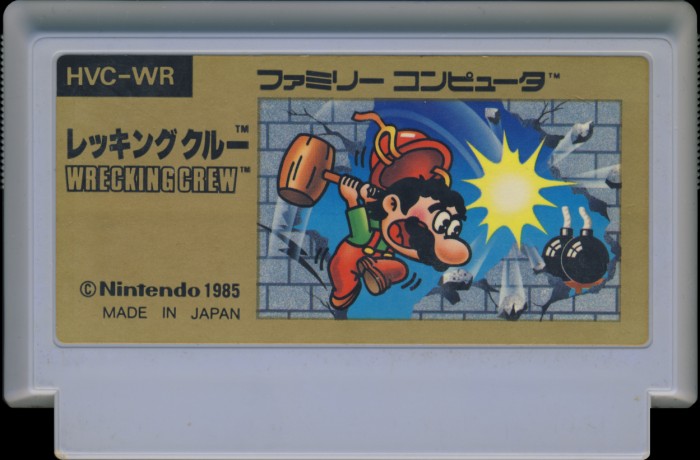 HVC-WR
ファミリー コンピュータ™
レッキングクルー™
WRECKING CREW™
©Nintendo 1985
MADE IN JAPAN